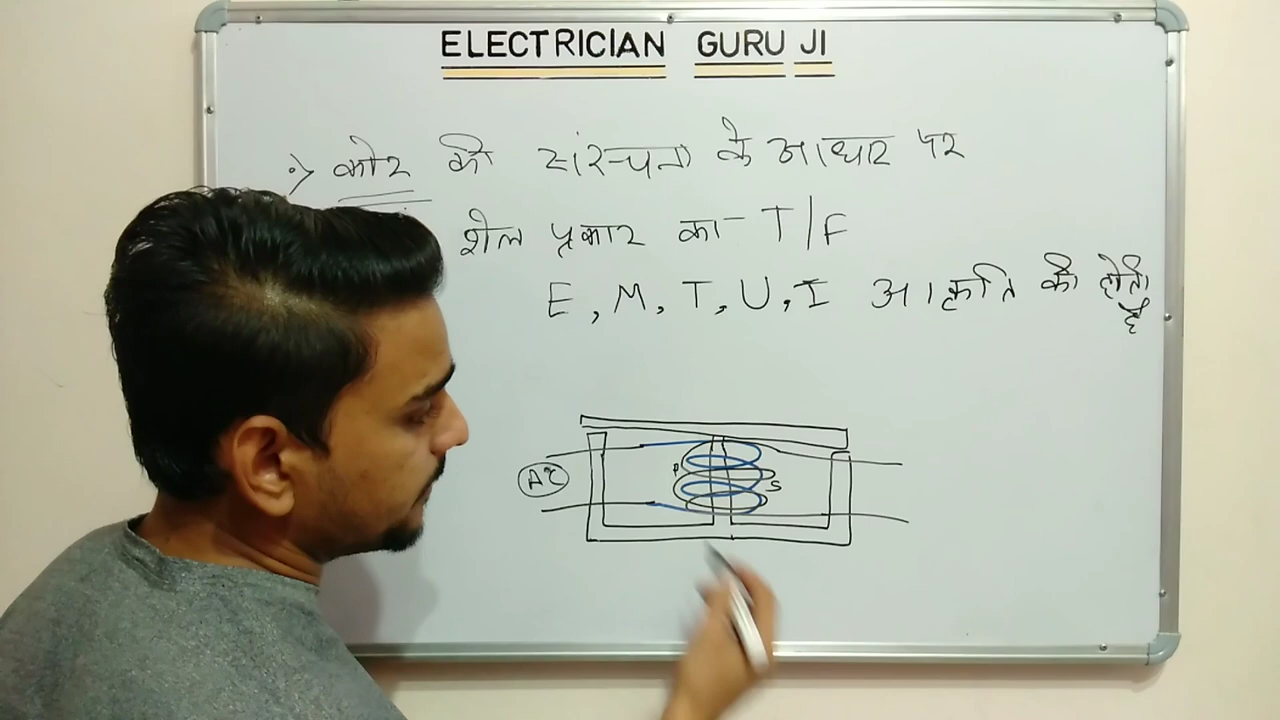 ELECTRICIAN GURU JI
:> कोर की संरचना के आधार पर
शैल प्रकार का - T/F
E, M, T, U, I आकृति की होती
है
AC
P
S